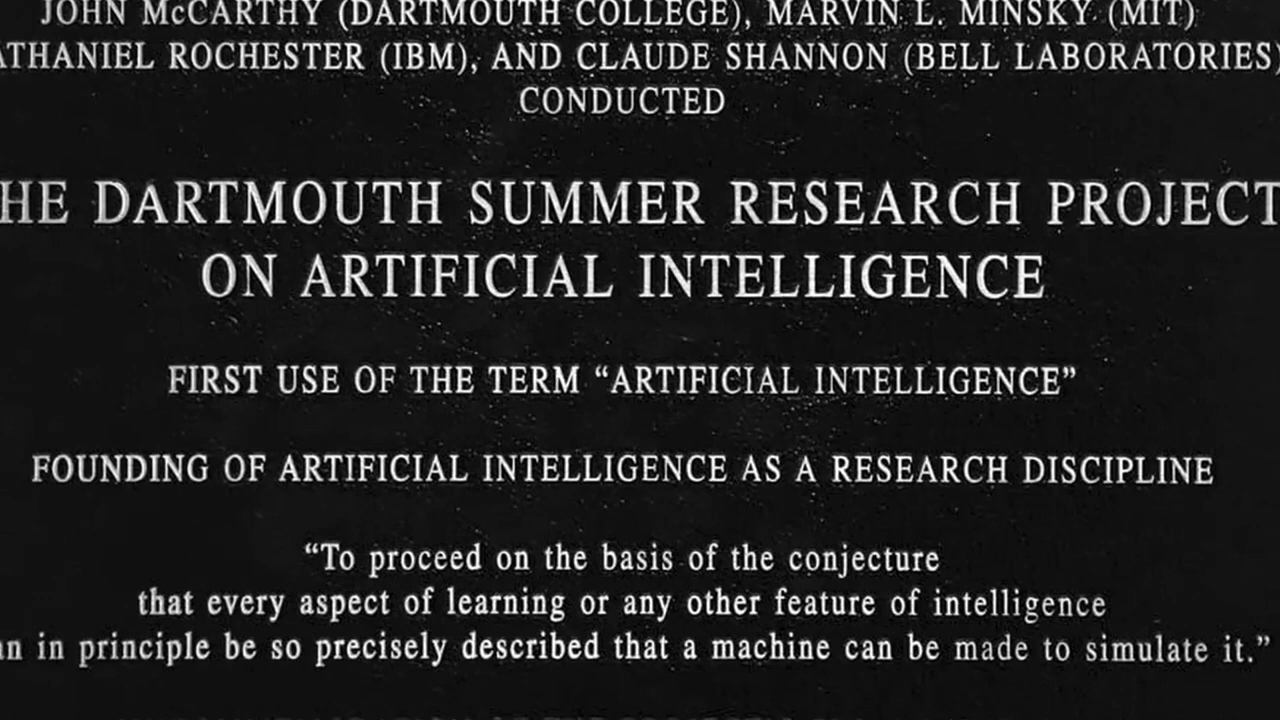 JOHN McCARTHY (DARTMOUTH COLLEGE), MARVIN L. MINSKY (MIT)
ATHANIEL ROCHESTER (IBM), AND CLAUDE SHANNON (BELL LABORATORIES)
CONDUCTED
HE DARTMOUTH SUMMER RESEARCH PROJECT
ON ARTIFICIAL INTELLIGENCE
FIRST USE OF THE TERM “ARTIFICIAL INTELLIGENCE”
FOUNDING OF ARTIFICIAL INTELLIGENCE AS A RESEARCH DISCIPLINE
“To proceed on the basis of the conjecture
that every aspect of learning or any other feature of intelligence
an in principle be so precisely described that a machine can be made to simulate it.”